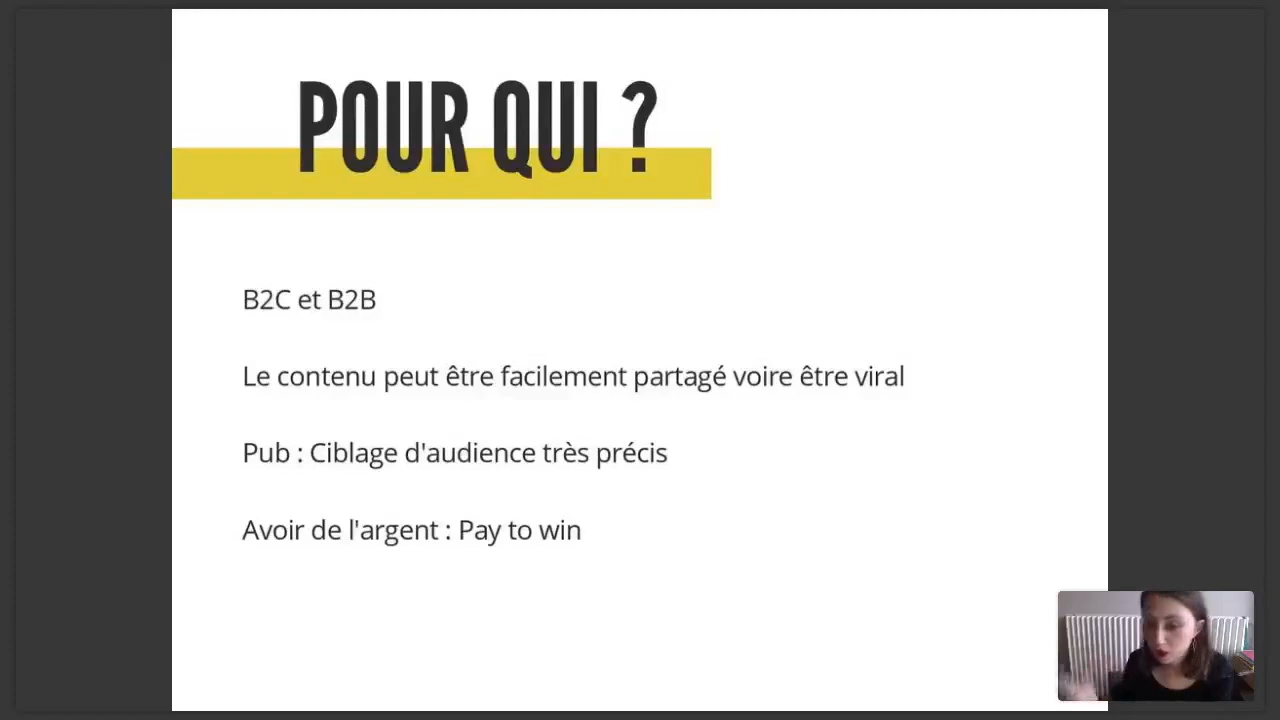 POUR QUI ?
B2C et B2B
Le contenu peut être facilement partagé voire être viral
Pub : Ciblage d'audience très précis
Avoir de l'argent : Pay to win